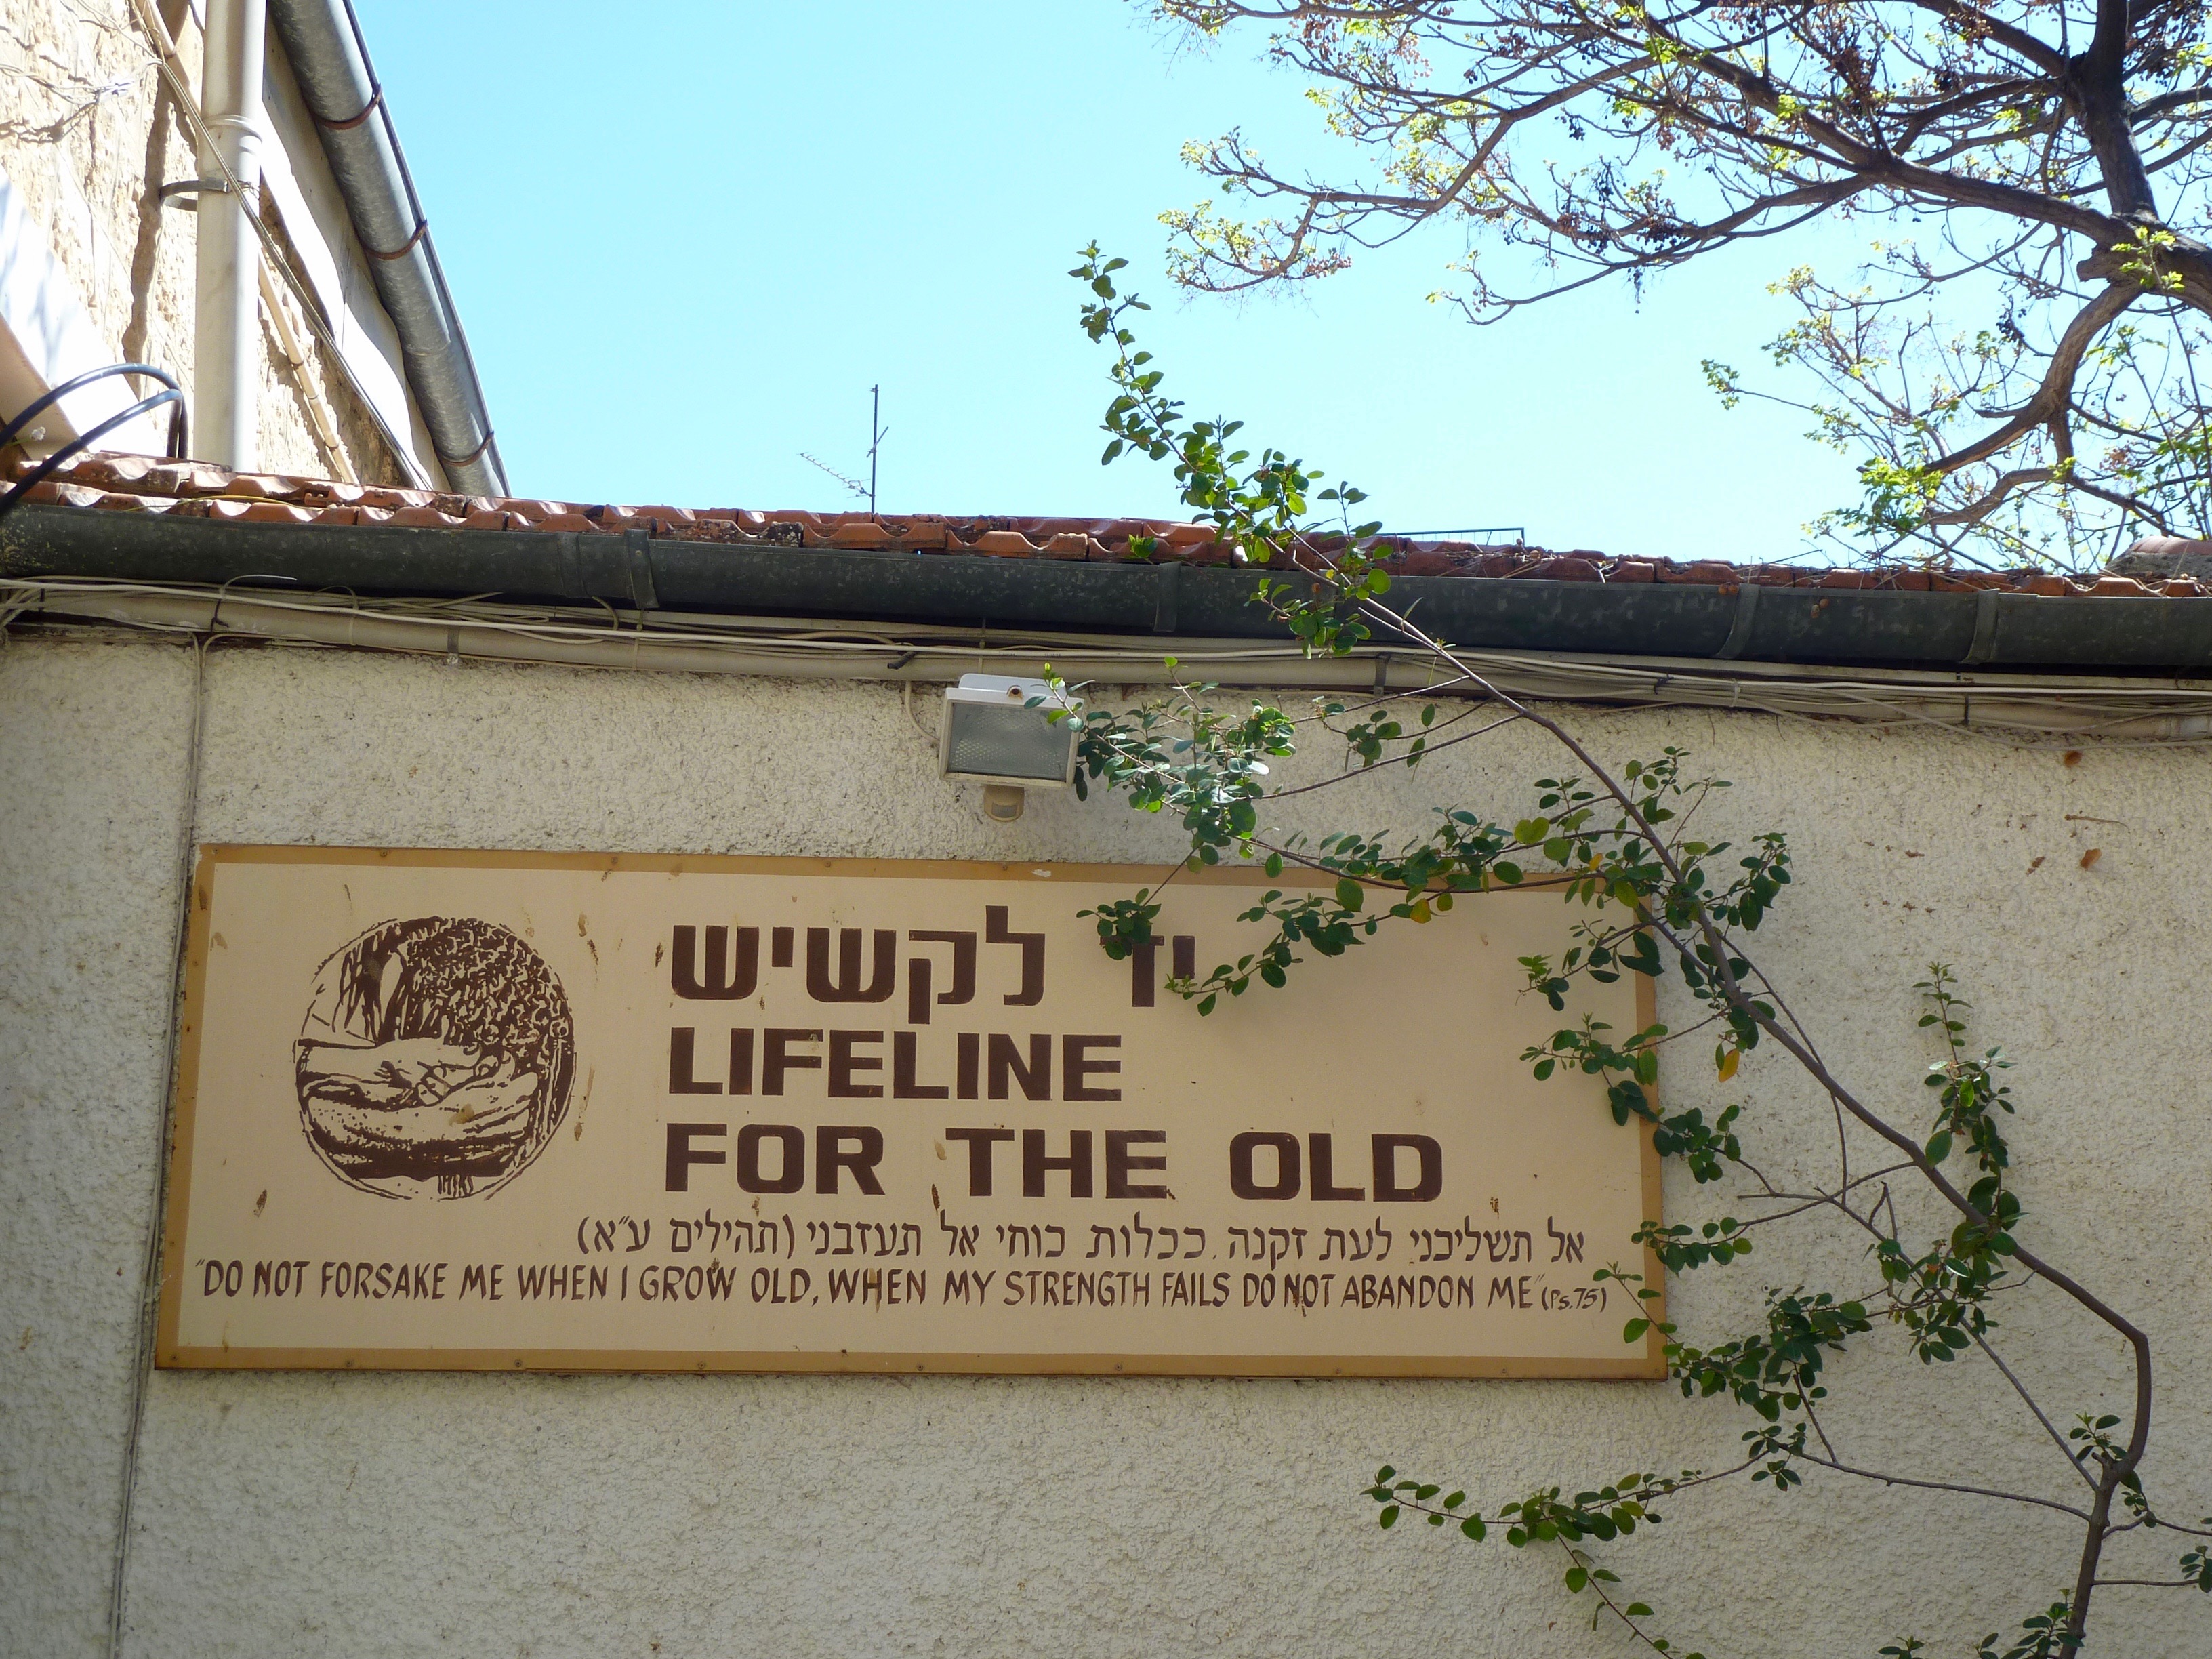 יד לקשיש
LIFELINE
FOR THE OLD
אל תשליכני לעת זקנה. ככלות כוחי אל תעזבני (תהילים ע״א)
"DO NOT FORSAKE ME WHEN I GROW OLD, WHEN MY STRENGTH FAILS DO NOT ABANDON ME" (Ps.75)